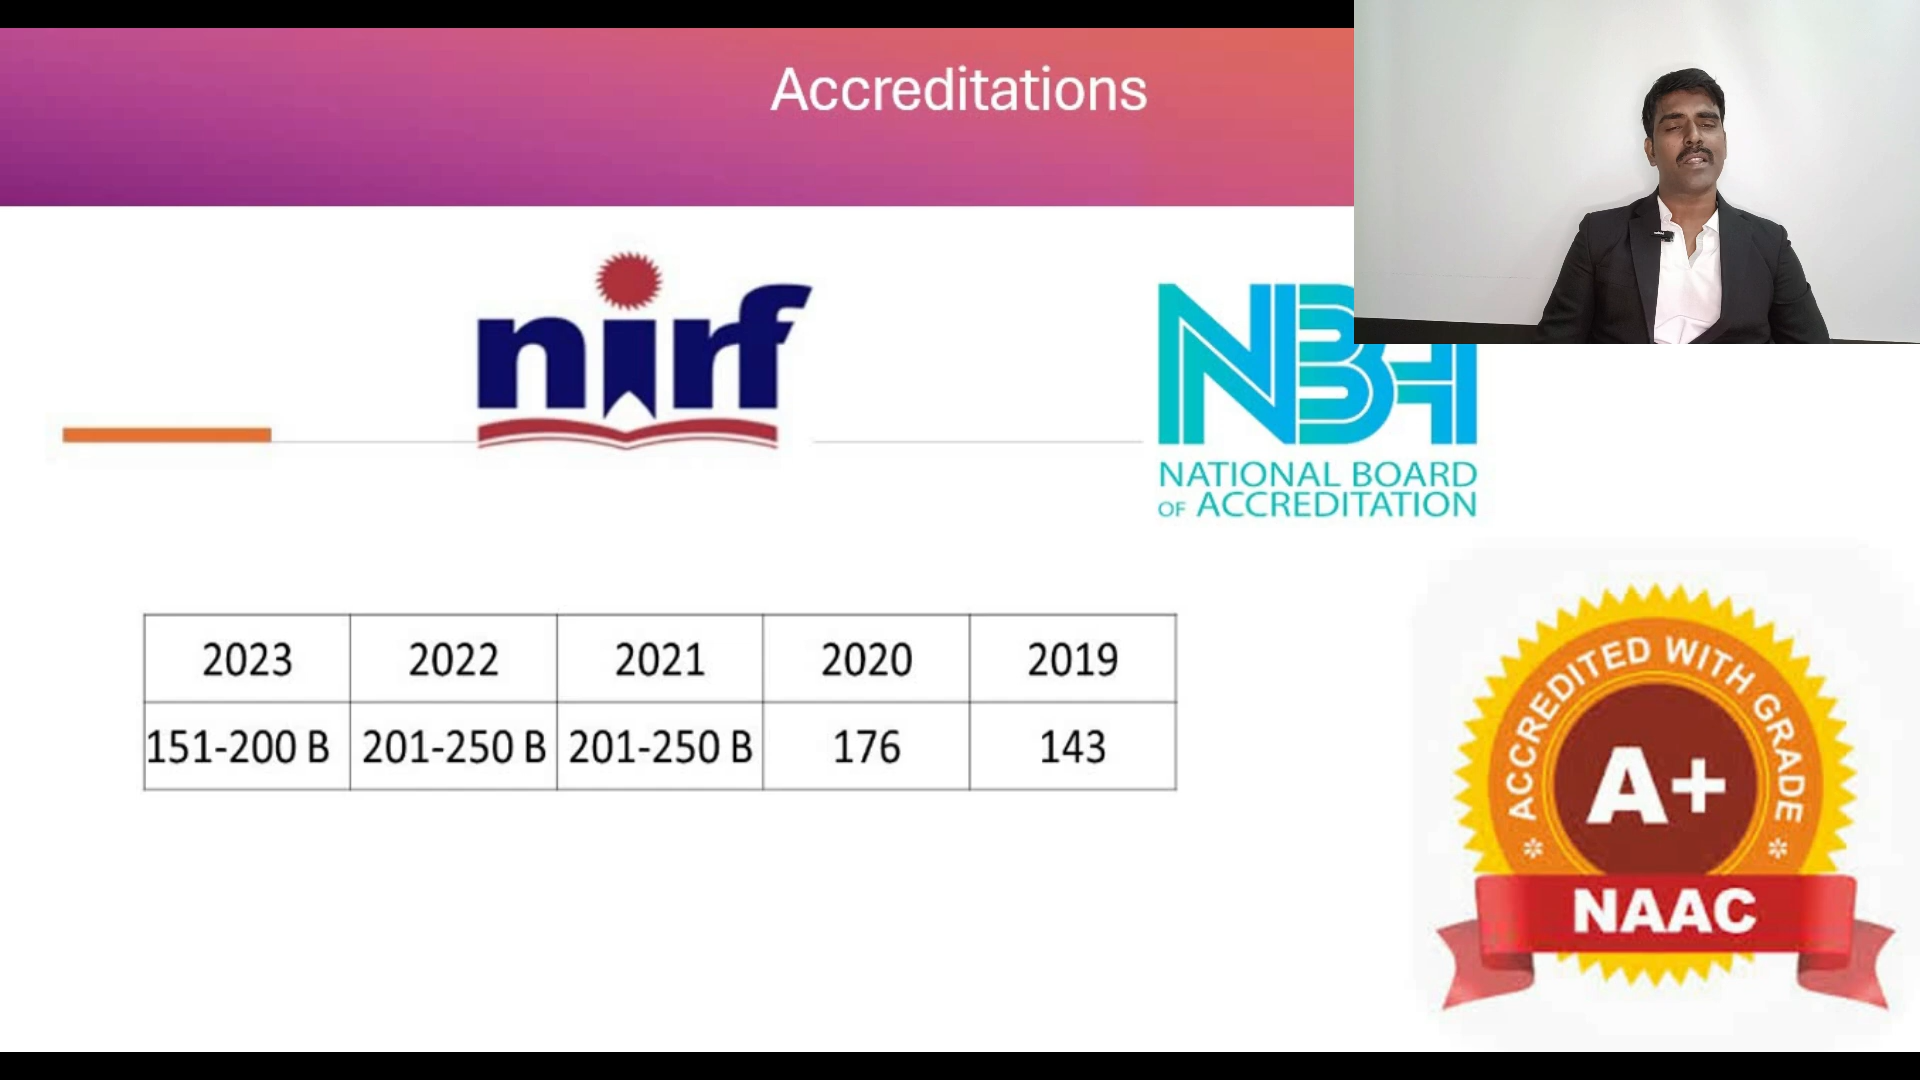 Accreditations
nirf
NBA
NATIONAL BOARD
OF ACCREDITATION
2023 2022 2021 2020 2019
151-200 B 201-250 B 201-250 B 176 143
* ACCREDITED WITH GRADE *
A+
NAAC